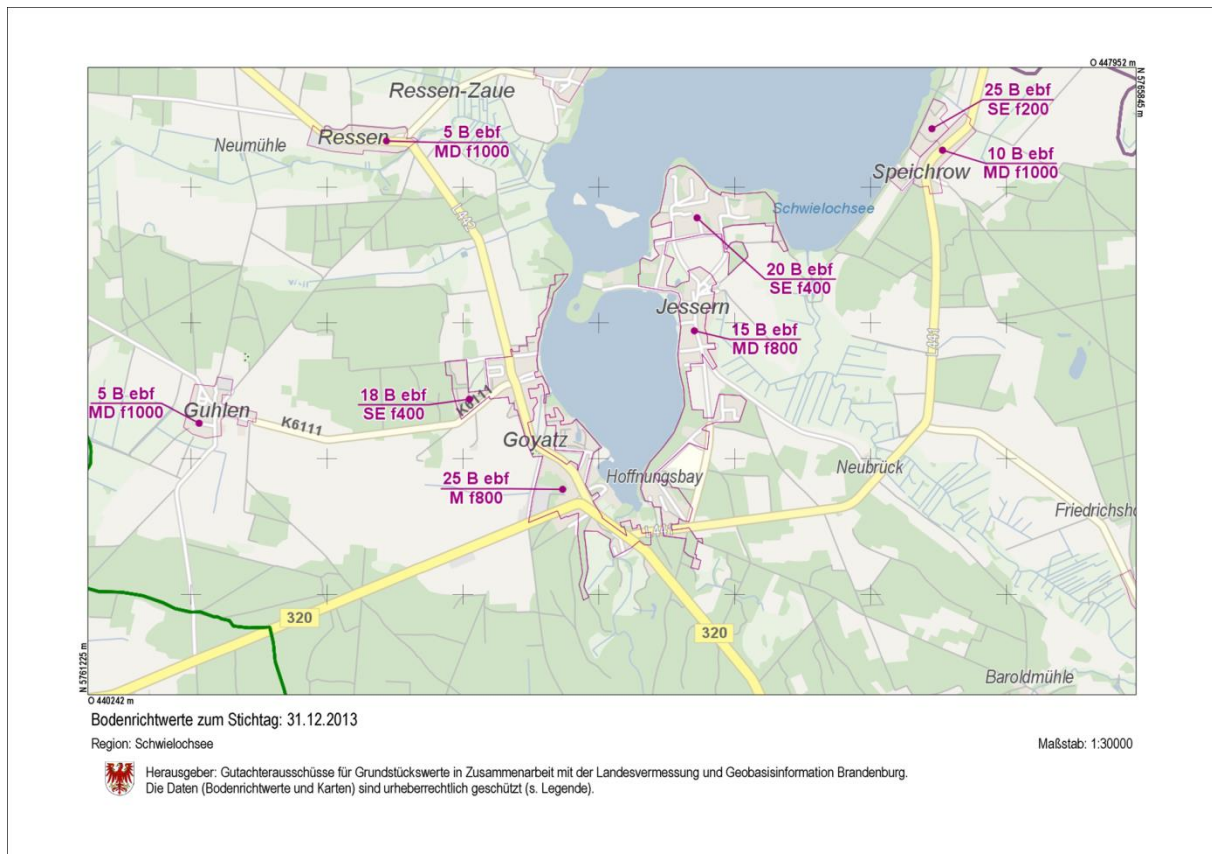 O 447952 m
N 5765845 m
Ressen-Zaue
25 B ebf
SE f200
5 B ebf
MD f1000
Neumühle
Ressen
10 B ebf
MD f1000
Speichrow
Schwielochsee
L443
20 B ebf
SE f400
Jessern
15 B ebf
MD f800
L441
5 B ebf
MD f1000
Guhlen
18 B ebf
SE f400
K6111
K6111
Goyatz
25 B ebf
M f800
Hoffnungsbay
Neubrück
Friedrichsho
320
320
Baroldmühle
N 5761225 m
O 440242 m
Bodenrichtwerte zum Stichtag: 31.12.2013
Region: Schwielochsee
Maßstab: 1:30000
Herausgeber: Gutachterausschüsse für Grundstückswerte in Zusammenarbeit mit der Landesvermessung und Geobasisinformation Brandenburg.
Die Daten (Bodenrichtwerte und Karten) sind urheberrechtlich geschützt (s. Legende).